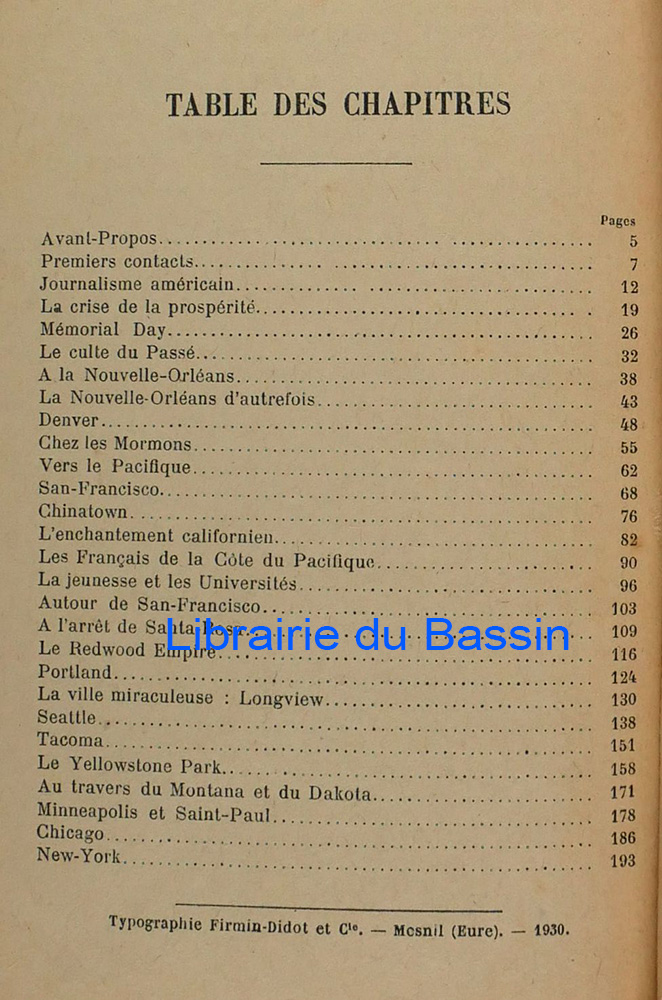 TABLE DES CHAPITRES
Pages
Avant-Propos 5
Premiers contacts 7
Journalisme américain 12
La crise de la prospérité 19
Mémorial Day 26
Le culte du Passé 32
A la Nouvelle-Orléans 38
La Nouvelle-Orléans d'autrefois 43
Denver 48
Chez les Mormons 55
Vers le Pacifique 62
San-Francisco 68
Chinatown 76
L'enchantement californien 82
Les Français de la Côte du Pacifique 90
La jeunesse et les Universités 96
Autour de San-Francisco 103
A l'arrêt de Santa Rosa 109
Librairie du Bassin
Le Redwood Empire 116
Portland 124
La ville miraculeuse : Longview 130
Seattle 138
Tacoma 151
Le Yellowstone Park 158
Au travers du Montana et du Dakota 171
Minneapolis et Saint-Paul 178
Chicago 186
New-York 193
Typographie Firmin-Didot et Cie. — Mesnil (Eure). — 1930.